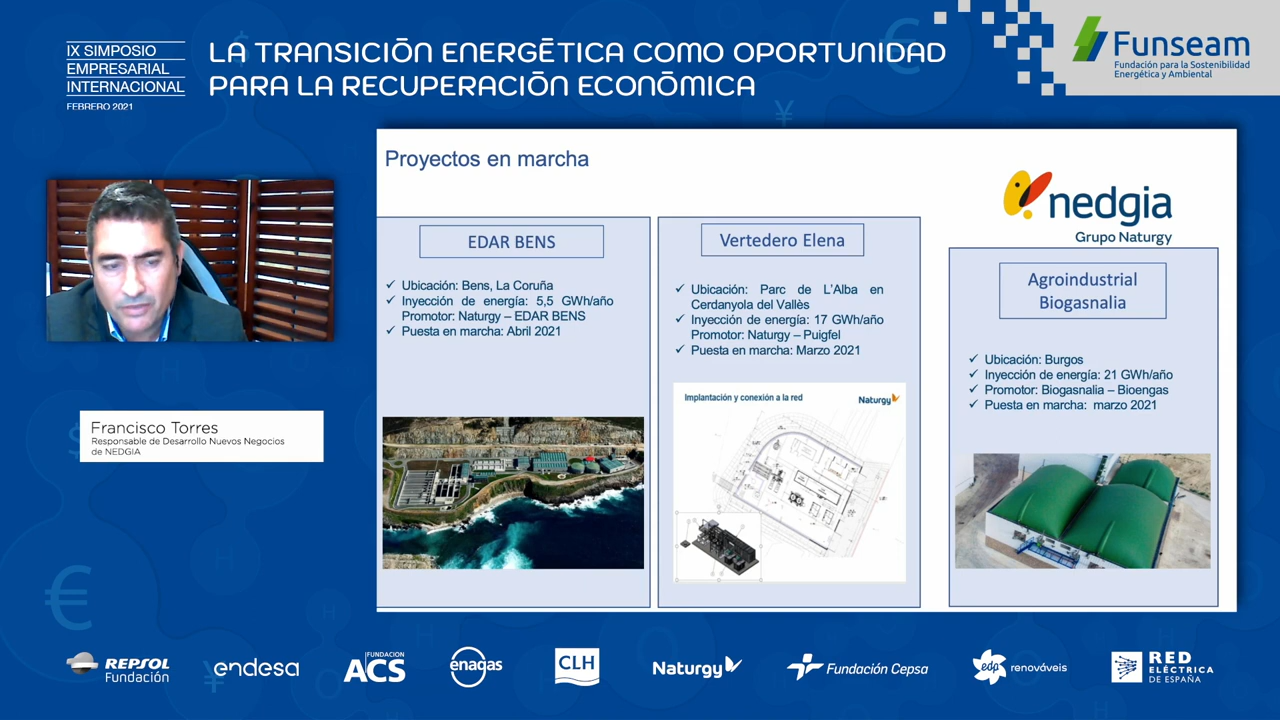 IX SIMPOSIO
EMPRESARIAL
INTERNACIONAL
FEBRERO 2021
LA TRANSICIÓN ENERGÉTICA COMO OPORTUNIDAD
PARA LA RECUPERACIÓN ECONÓMICA
Funseam
Fundación para la Sostenibilidad
Energética y Ambiental
Proyectos en marcha
nedgia
Grupo Naturgy
EDAR BENS
✓ Ubicación: Bens, La Coruña
✓ Inyección de energía: 5,5 GWh/año
Promotor: Naturgy – EDAR BENS
✓ Puesta en marcha: Abril 2021
Vertedero Elena
✓ Ubicación: Parc de L'Alba en
Cerdanyola del Vallès
✓ Inyección de energía: 17 GWh/año
Promotor: Naturgy – Puigfel
✓ Puesta en marcha: Marzo 2021
Implantación y conexión a la red
Naturgy
Agroindustrial
Biogasnalia
✓ Ubicación: Burgos
✓ Inyección de energía: 21 GWh/año
✓ Promotor: Biogasnalia – Bioengas
✓ Puesta en marcha: marzo 2021
Francisco Torres
Responsable de Desarrollo Nuevos Negocios
de NEDGIA
REPSOL
Fundación
endesa
FUNDACIÓN
ACS
enagas
CLH
Naturgy
Fundación Cepsa
edp renováveis
RED
ELÉCTRICA
DE ESPAÑA